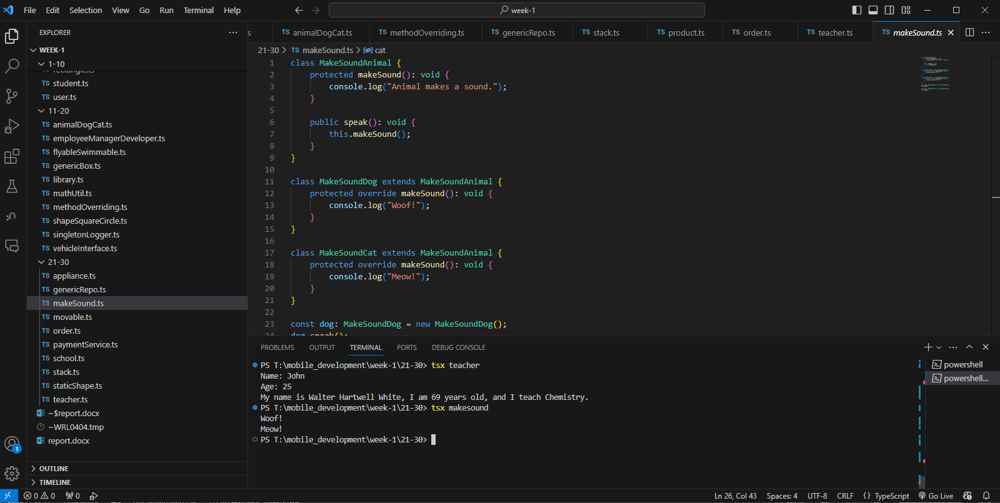 File Edit Selection View Go Run Terminal Help
week-1
EXPLORER
WEEK-1
1-10
rectangle.ts
TS student.ts
TS user.ts
11-20
TS animalDogCat.ts
TS employeeManagerDeveloper.ts
TS flyableSwimmable.ts
TS genericBox.ts
TS library.ts
TS mathUtil.ts
TS methodOverriding.ts
TS shapeSquareCircle.ts
TS singletonLogger.ts
TS vehicleInterface.ts
21-30
TS appliance.ts
TS genericRepo.ts
TS makeSound.ts
TS movable.ts
TS order.ts
TS paymentService.ts
TS school.ts
TS stack.ts
TS staticShape.ts
TS teacher.ts
~$report.docx
~WRL0404.tmp
report.docx
OUTLINE
TIMELINE
1
s TS animalDogCat.ts TS methodOverriding.ts TS genericRepo.ts TS stack.ts TS product.ts TS order.ts TS teacher.ts TS makeSound.ts
21-30 > TS makeSound.ts > cat
1 class MakeSoundAnimal {
2 protected makeSound(): void {
3 console.log("Animal makes a sound.");
4 }
5
6 public speak(): void {
7 this.makeSound();
8 }
9 }
10
11 class MakeSoundDog extends MakeSoundAnimal {
12 protected override makeSound(): void {
13 console.log("Woof!");
14 }
15 }
16
17 class MakeSoundCat extends MakeSoundAnimal {
18 protected override makeSound(): void {
19 console.log("Meow!");
20 }
21 }
22
23 const dog: MakeSoundDog = new MakeSoundDog();
24 dog.speak();
PROBLEMS OUTPUT TERMINAL PORTS DEBUG CONSOLE
PS T:\mobile_development\week-1\21-30> tsx teacher
Name: John
Age: 25
My name is Walter Hartwell White, I am 69 years old, and I teach Chemistry.
PS T:\mobile_development\week-1\21-30> tsx makesound
Woof!
Meow!
PS T:\mobile_development\week-1\21-30>
powershell
powershell...
0 0 0
Ln 26, Col 43 Spaces: 4 UTF-8 CRLF {} TypeScript Go Live